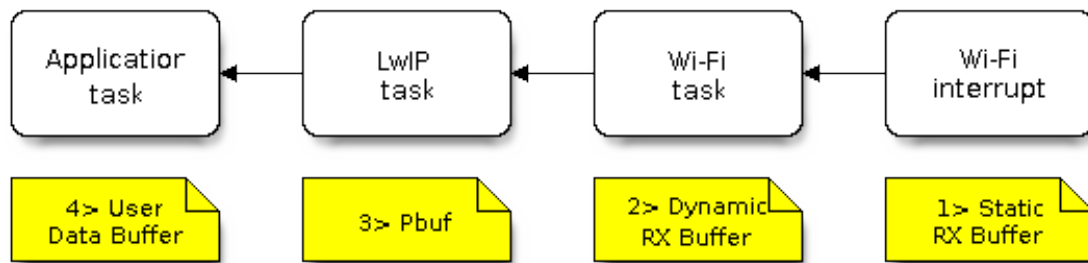 Application
task
LwIP
task
Wi-Fi
task
Wi-Fi
interrupt
4> User
Data Buffer
3> Pbuf
2> Dynamic
RX Buffer
1> Static
RX Buffer